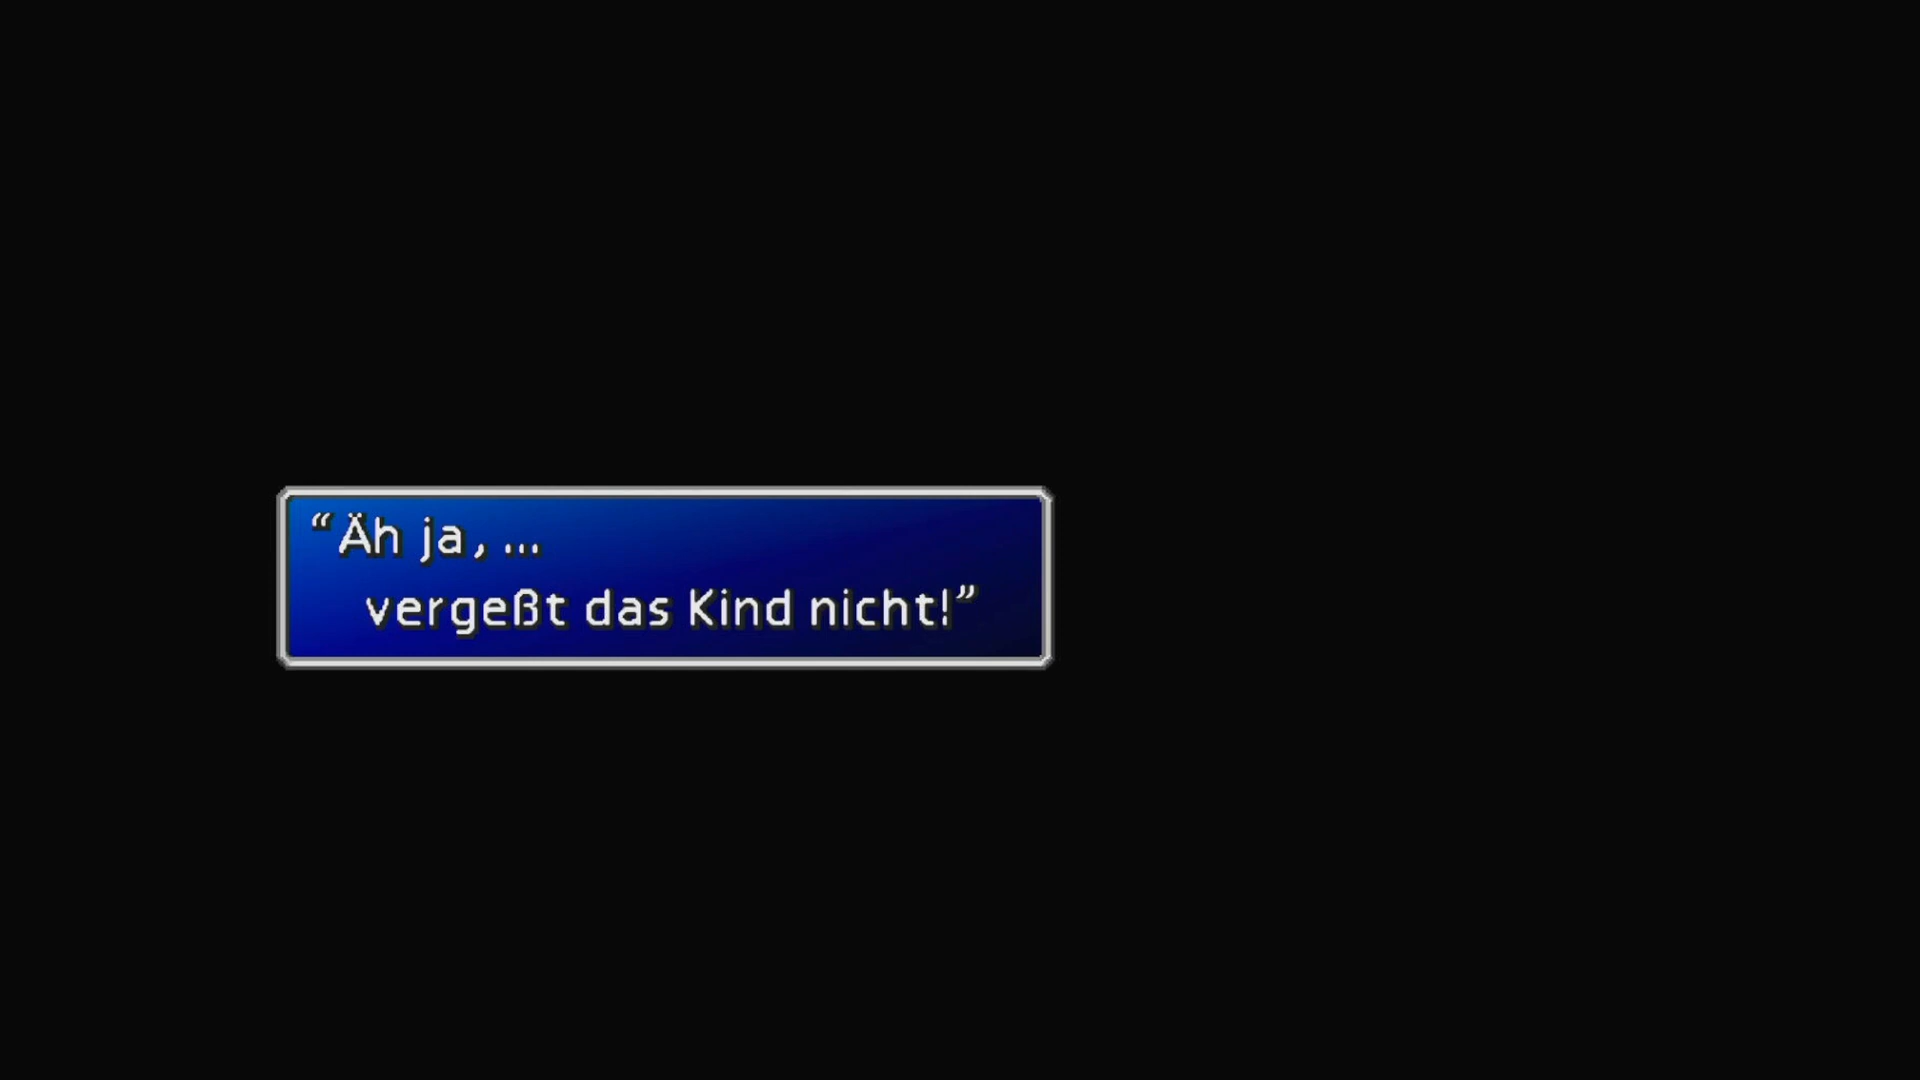 “Äh ja, ...
vergeßt das Kind nicht!”